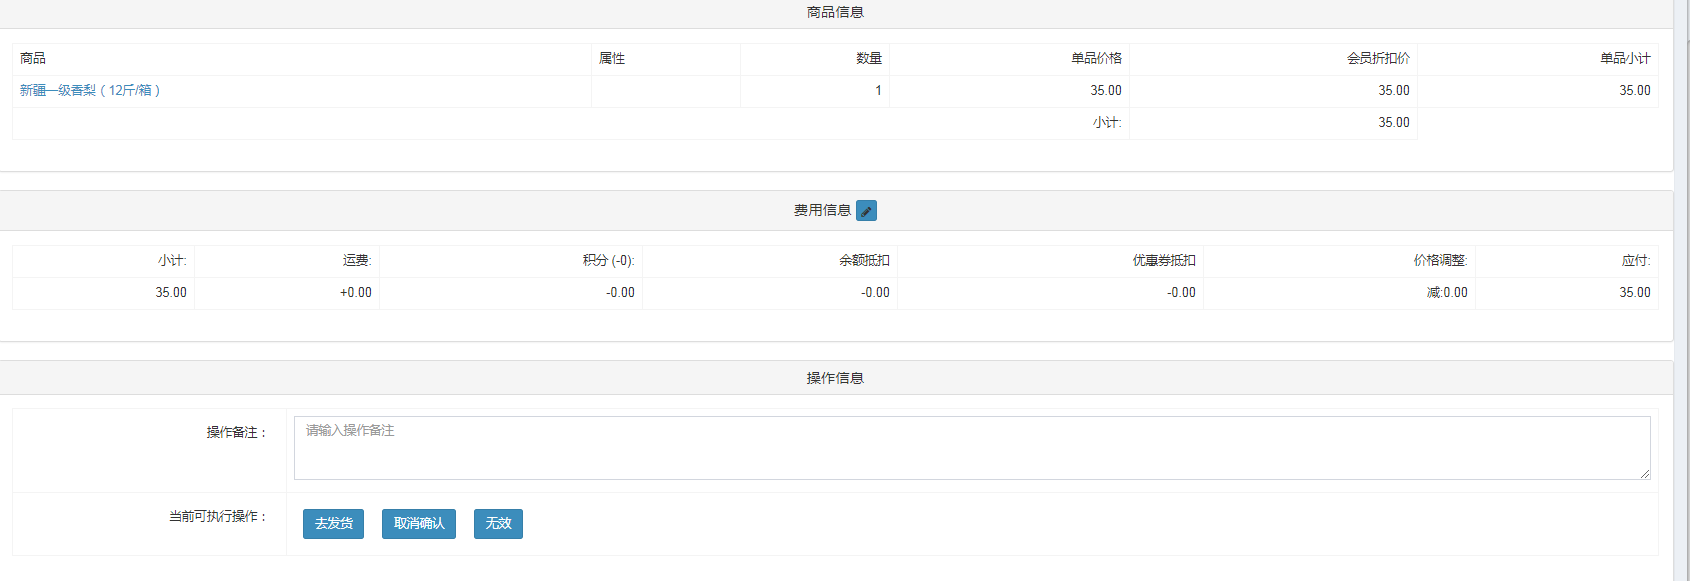 商品信息
商品 属性 数量 单品价格 会员折扣价 单品小计
新疆一级香梨（12斤/箱） 1 35.00 35.00 35.00
小计: 35.00
费用信息
小计: 运费: 积分 (-0): 余额抵扣 优惠券抵扣 价格调整: 应付:
35.00 +0.00 -0.00 -0.00 -0.00 减:0.00 35.00
操作信息
操作备注： 请输入操作备注
当前可执行操作： 去发货 取消确认 无效